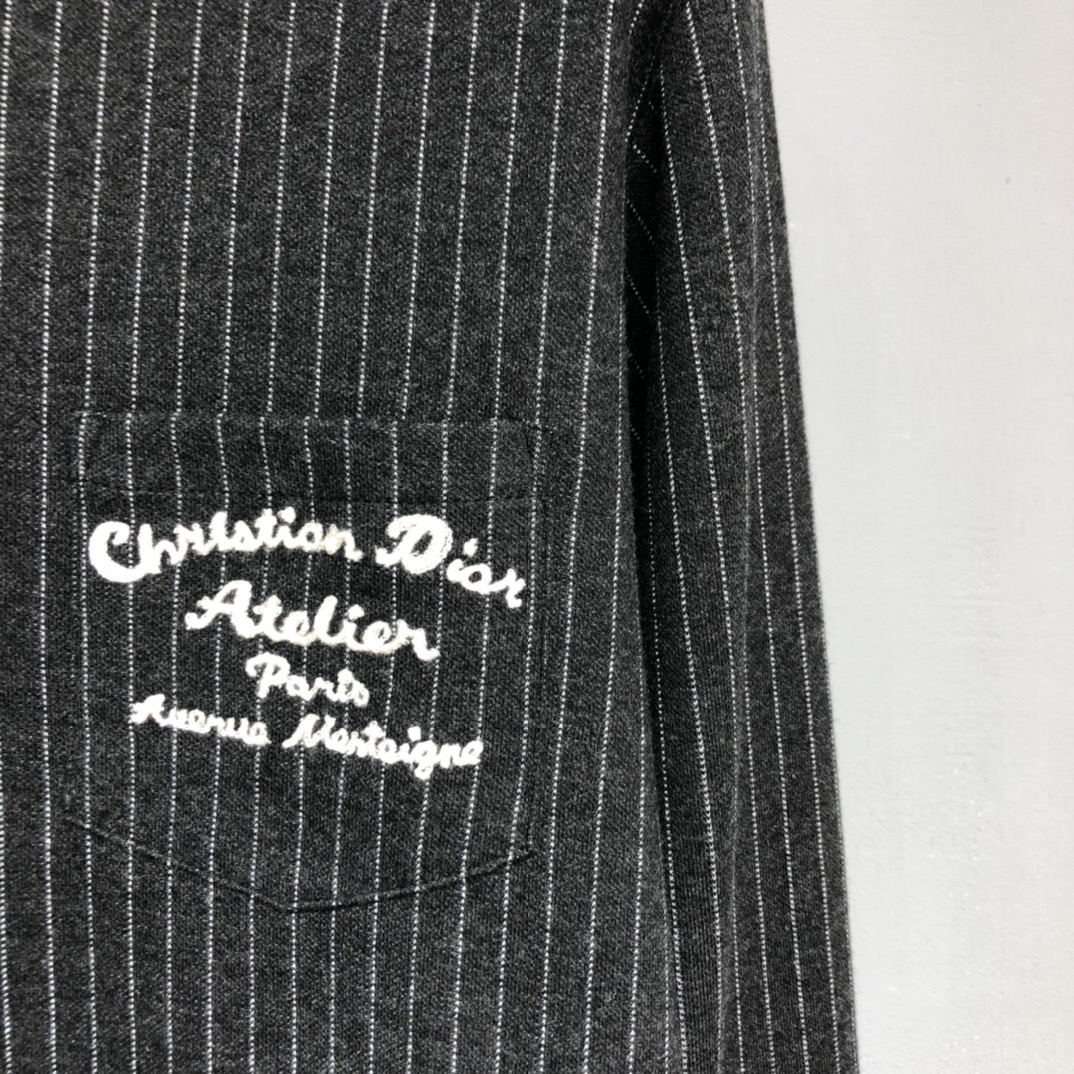 Christian Dior
Atelier
Paris
Avenue Montaigne